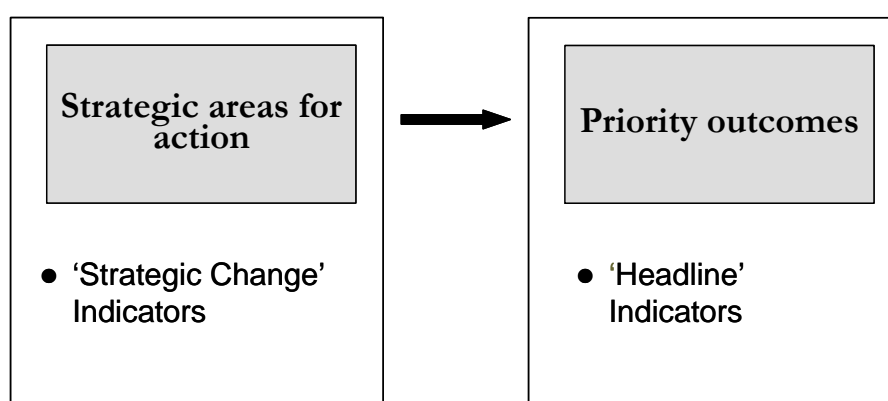 Strategic areas for
action
● ‘Strategic Change’
Indicators
Priority outcomes
● ‘Headline’
Indicators